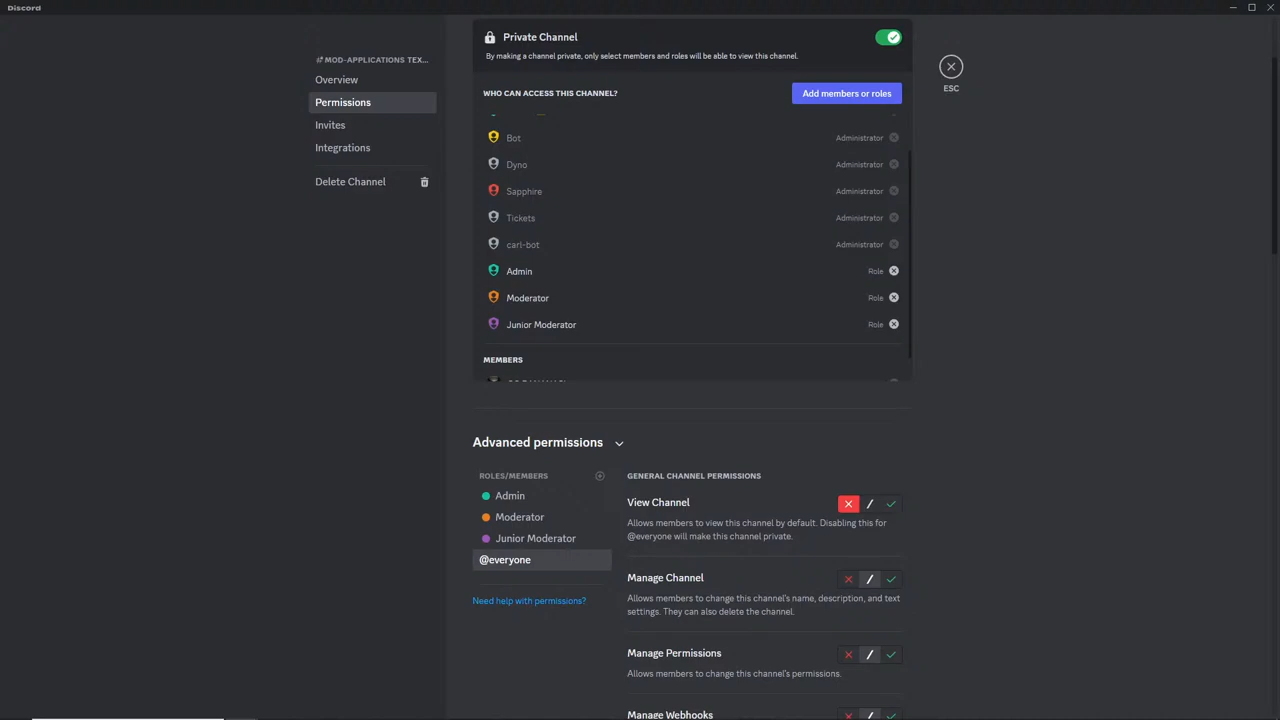 Discord
Private Channel
By making a channel private, only select members and roles will be able to view this channel.
MOD-APPLICATIONS TEX...
Overview
Permissions
Invites
Integrations
Delete Channel
ESC
WHO CAN ACCESS THIS CHANNEL?
Add members or roles
Bot
Administrator
Dyno
Administrator
Sapphire
Administrator
Tickets
Administrator
carl-bot
Administrator
Admin
Role
Moderator
Role
Junior Moderator
Role
MEMBERS
Advanced permissions
ROLES/MEMBERS
Admin
Moderator
Junior Moderator
@everyone
Need help with permissions?
GENERAL CHANNEL PERMISSIONS
View Channel
Allows members to view this channel by default. Disabling this for
@everyone will make this channel private.
Manage Channel
Allows members to change this channel's name, description, and text
settings. They can also delete the channel.
Manage Permissions
Allows members to change this channel's permissions.
Manage Webhooks